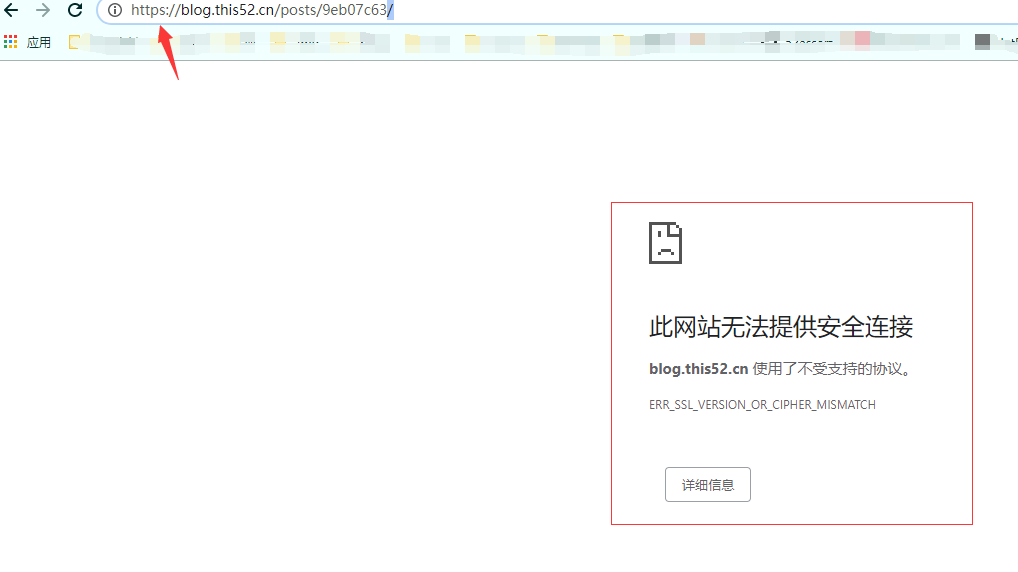 https://blog.this52.cn/posts/9eb07c63/
应用
此网站无法提供安全连接
blog.this52.cn 使用了不受支持的协议。
ERR_SSL_VERSION_OR_CIPHER_MISMATCH
详细信息